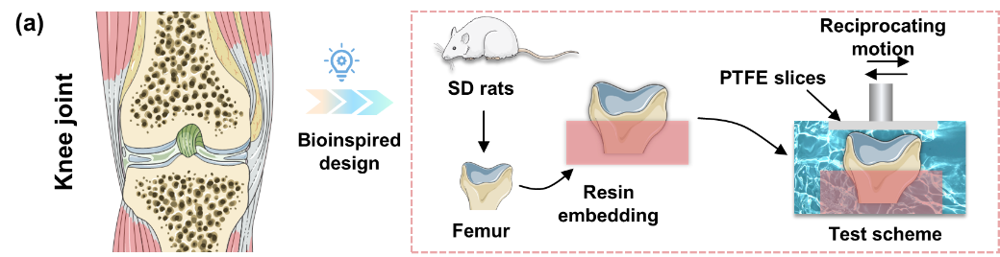 (a)
Knee joint
Bioinspired
design
SD rats
Femur
Resin
embedding
PTFE slices
Reciprocating
motion
Test scheme